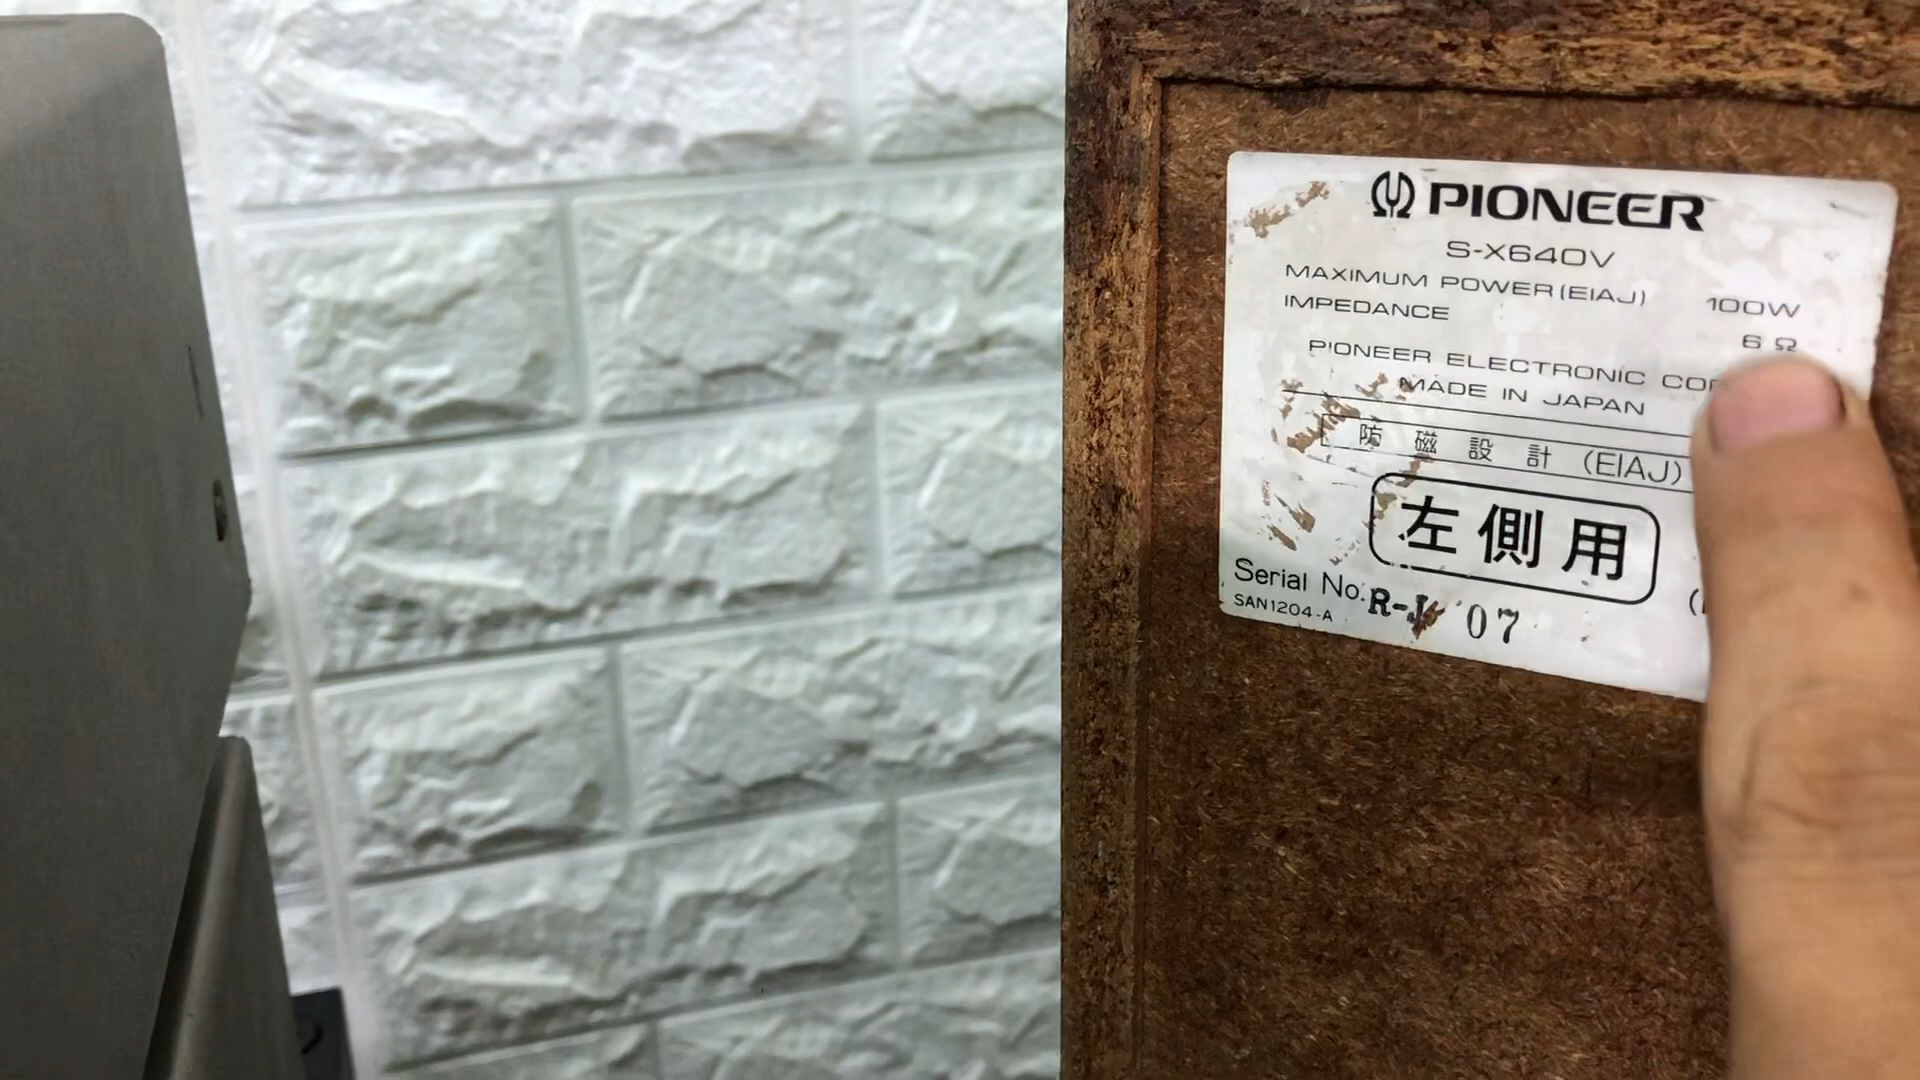 PIONEER
S-X640V
MAXIMUM POWER(EIAJ) 100W
IMPEDANCE 6 Ω
PIONEER ELECTRONIC
MADE IN JAPAN
防磁設計 (EIAJ)
左側用
Serial No. 07
SAN1204-A